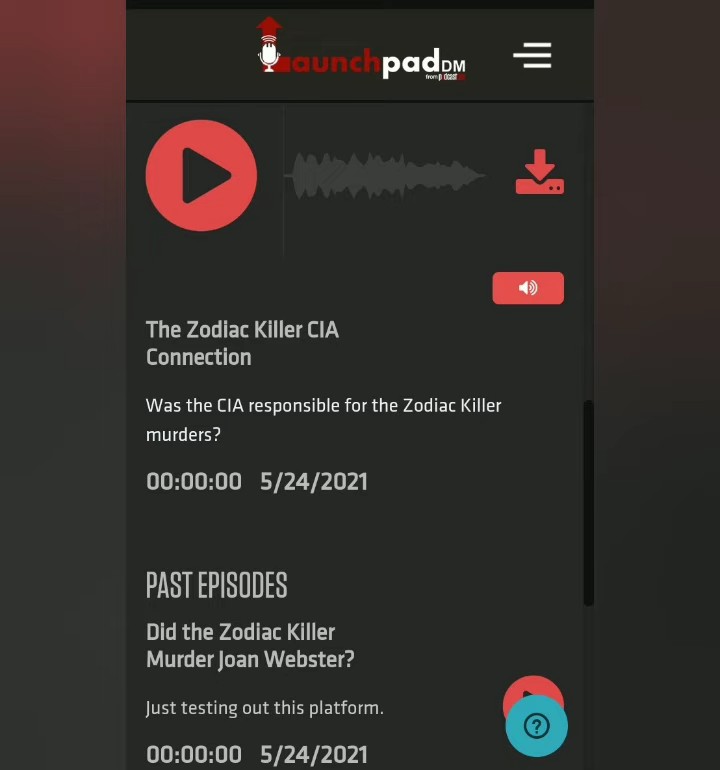 LaunchpadDM
from podcast
The Zodiac Killer CIA
Connection
Was the CIA responsible for the Zodiac Killer
murders?
00:00:00 5/24/2021
PAST EPISODES
Did the Zodiac Killer
Murder Joan Webster?
Just testing out this platform.
00:00:00 5/24/2021
?